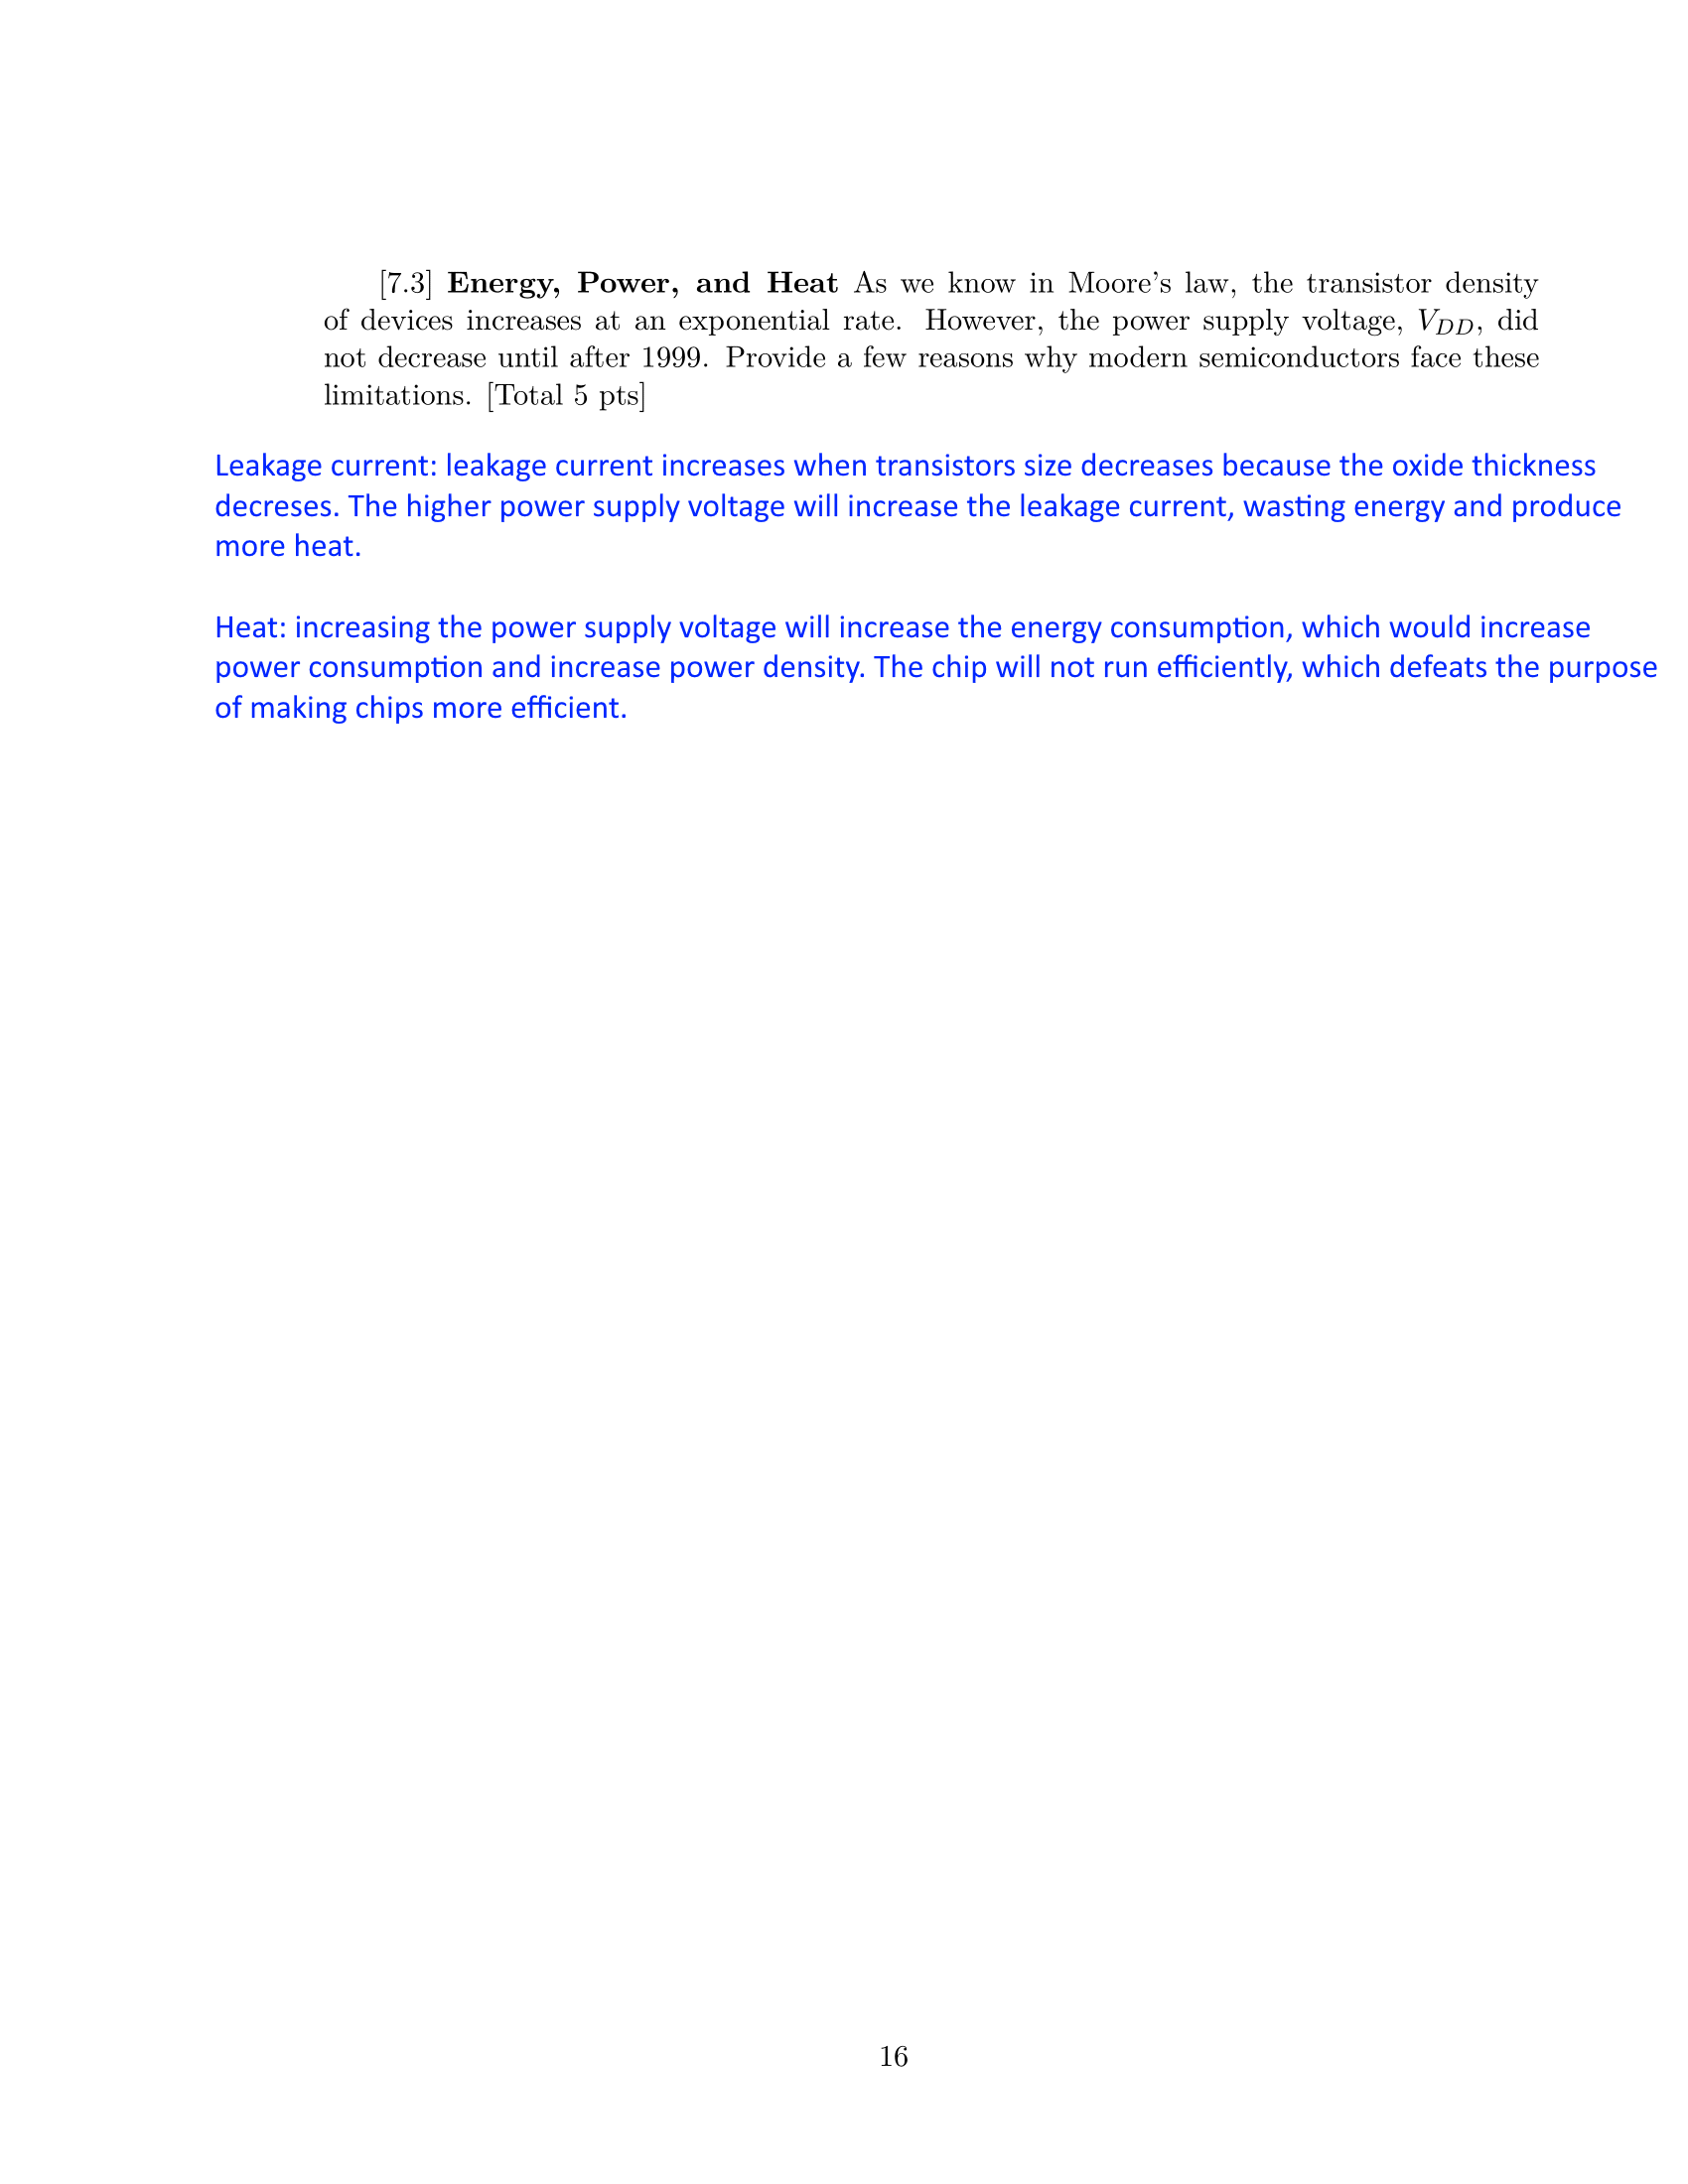 [7.3] Energy, Power, and Heat As we know in Moore's law, the transistor density
of devices increases at an exponential rate. However, the power supply voltage, V_{DD}, did
not decrease until after 1999. Provide a few reasons why modern semiconductors face these
limitations. [Total 5 pts]
Leakage current: leakage current increases when transistors size decreases because the oxide thickness
decreses. The higher power supply voltage will increase the leakage current, wasting energy and produce
more heat.
Heat: increasing the power supply voltage will increase the energy consumption, which would increase
power consumption and increase power density. The chip will not run efficiently, which defeats the purpose
of making chips more efficient.
16